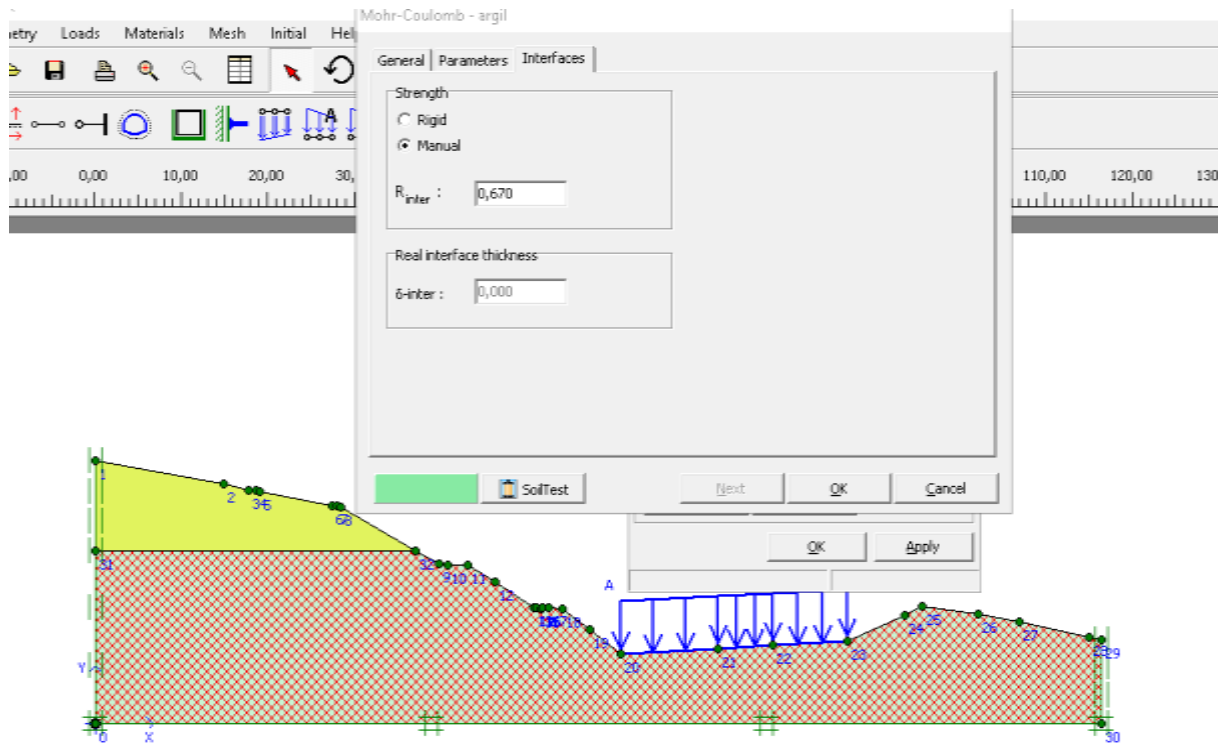 Mohr-Coulomb - argil
etry Loads Materials Mesh Initial Hel
General Parameters Interfaces
Strength
Rigid
Manual
A
,00 0,00 10,00 20,00 30, 110,00 120,00 130
R inter : 0,670
Real interface thickness
δ-inter : 0,000
SoilTest Next OK Cancel
1
2 34 5
68
OK Apply
31 32 9 10 11
A
12
18
19
20 21 22 23 24 25 26 27 29
Y
0 X 30